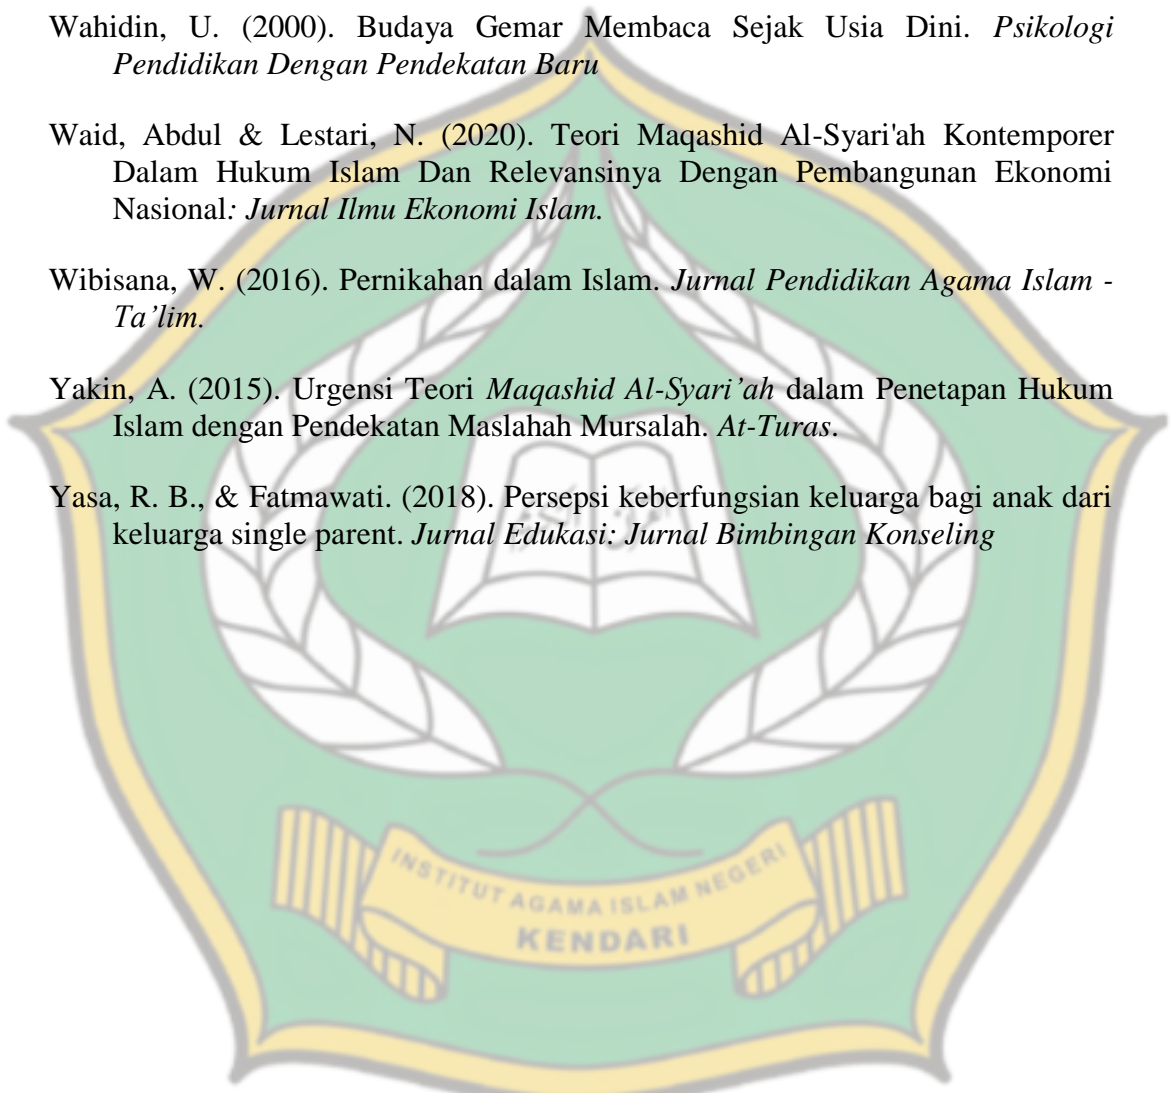 Wahidin, U. (2000). Budaya Gemar Membaca Sejak Usia Dini. Psikologi
Pendidikan Dengan Pendekatan Baru
Waid, Abdul & Lestari, N. (2020). Teori Maqashid Al-Syari'ah Kontemporer
Dalam Hukum Islam Dan Relevansinya Dengan Pembangunan Ekonomi
Nasional: Jurnal Ilmu Ekonomi Islam.
Wibisana, W. (2016). Pernikahan dalam Islam. Jurnal Pendidikan Agama Islam -
Ta’lim.
Yakin, A. (2015). Urgensi Teori Maqashid Al-Syari’ah dalam Penetapan Hukum
Islam dengan Pendekatan Maslahah Mursalah. At-Turas.
Yasa, R. B., & Fatmawati. (2018). Persepsi keberfungsian keluarga bagi anak dari
keluarga single parent. Jurnal Edukasi: Jurnal Bimbingan Konseling
INSTITUT AGAMA ISLAM NEGERI
KENDARI